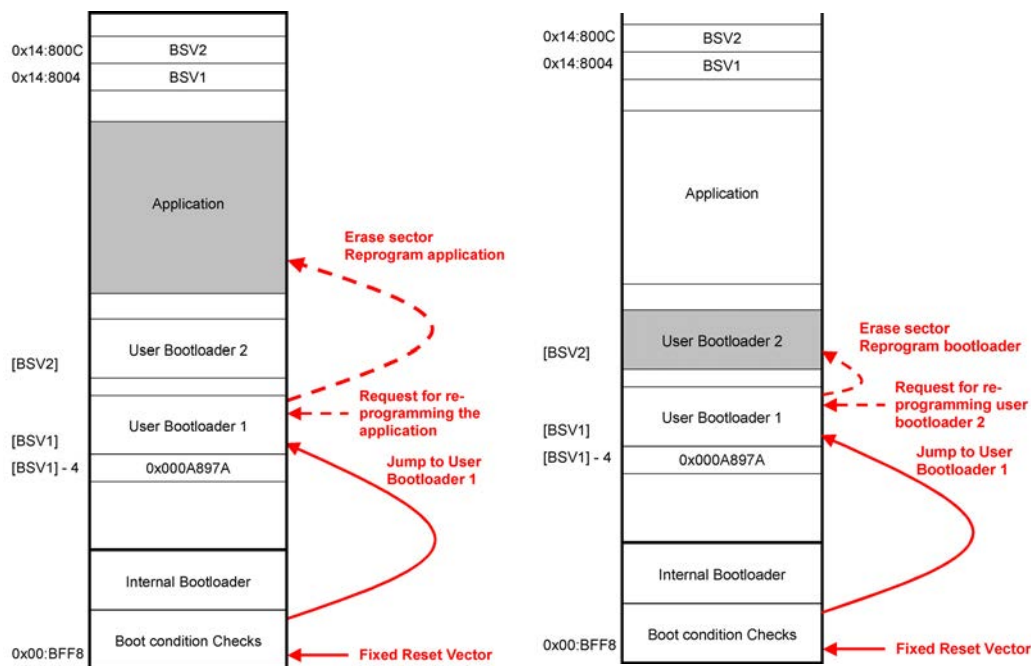 0x14:800C
BSV2
0x14:8004
BSV1
Application
Erase sector
Reprogram application
User Bootloader 2
[BSV2]
Request for re-
programming the
application
User Bootloader 1
[BSV1]
[BSV1] - 4
0x000A897A
Jump to User
Bootloader 1
Internal Bootloader
Boot condition Checks
0x00:BFF8
Fixed Reset Vector
0x14:800C
BSV2
0x14:8004
BSV1
Application
Erase sector
Reprogram bootloader
User Bootloader 2
[BSV2]
Request for re-
programming user
bootloader 2
User Bootloader 1
[BSV1]
[BSV1] - 4
0x000A897A
Jump to User
Bootloader 1
Internal Bootloader
Boot condition Checks
0x00:BFF8
Fixed Reset Vector